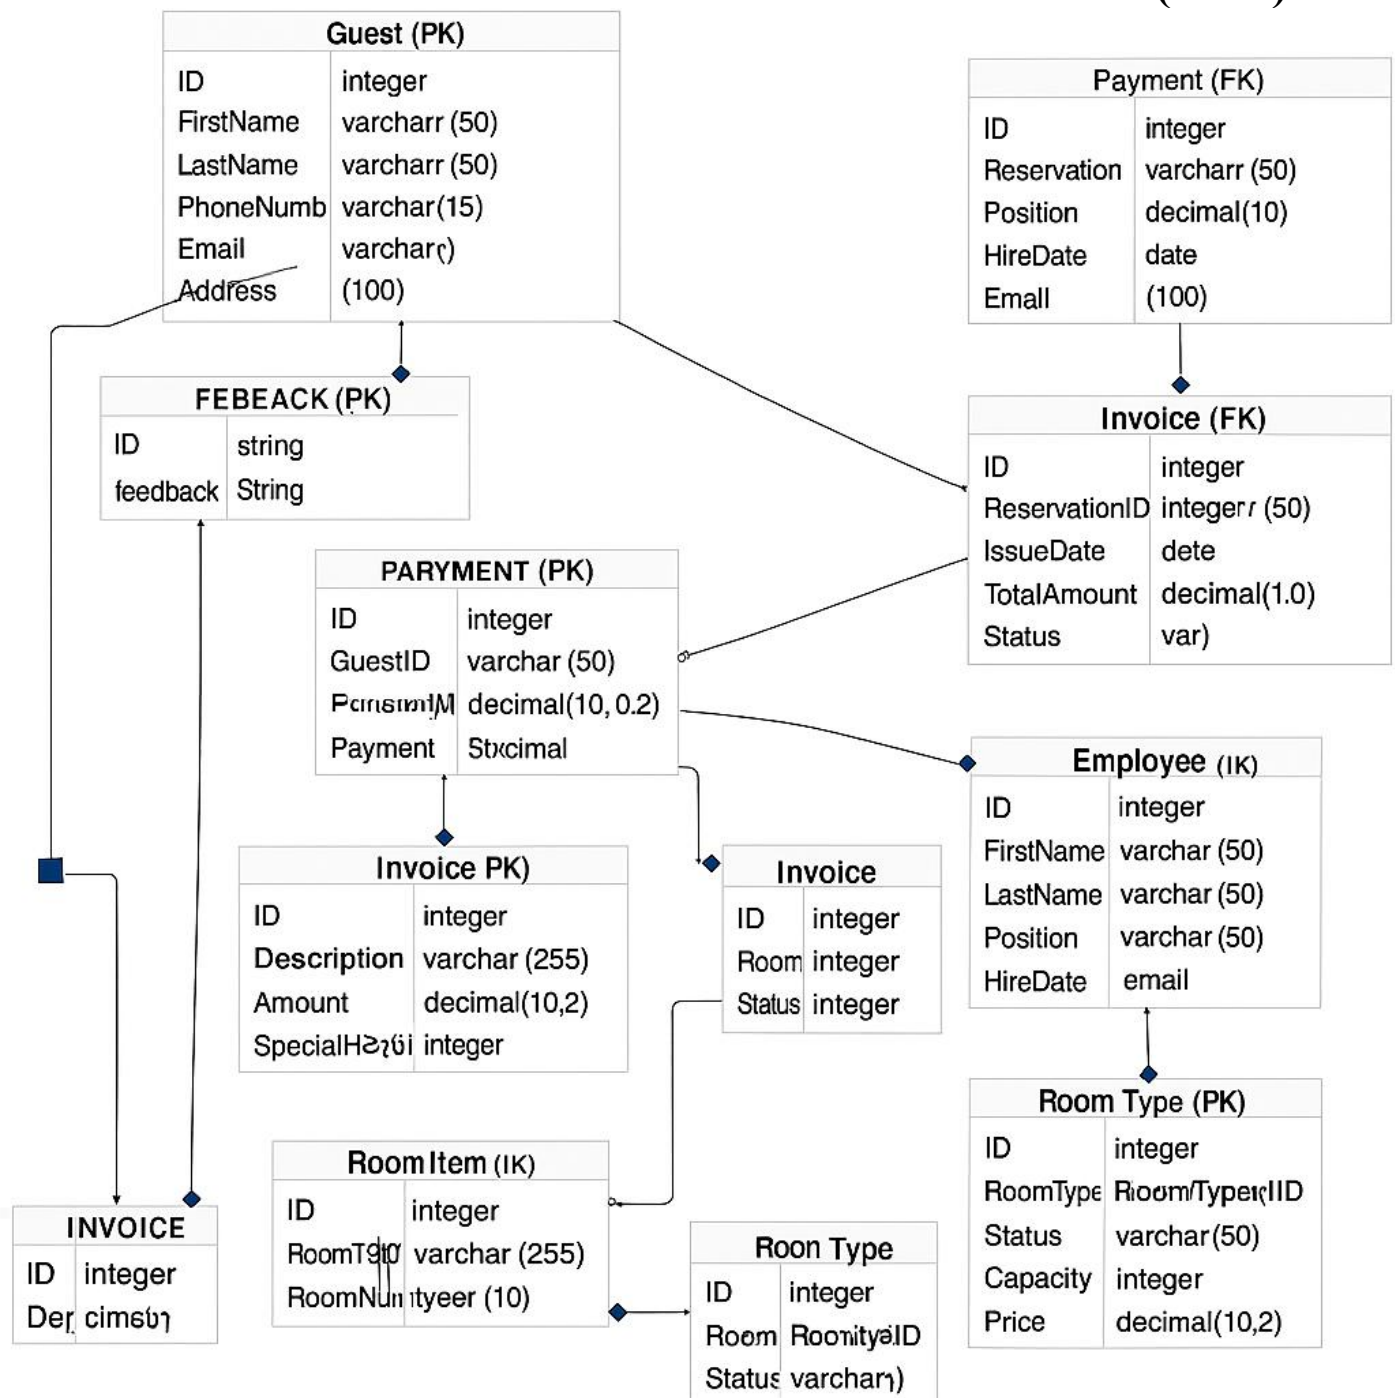 Guest (PK)
ID integer
FirstName varcharr (50)
LastName varcharr (50)
PhoneNumb varchar(15)
Email
Address (100)
Payment (FK)
ID integer
Reservation varcharr (50)
Position decimal(10)
HireDate date
Emall (100)
FEBEACK (PK)
ID string
feedback String
Invoice (FK)
ID integer
ReservationID (50)
IssueDate dete
TotalAmount decimal(1.0)
Status var)
PARYMENT (PK)
ID integer
GuestID varchar (50)
decimal(10, 0.2)
Payment
Employee (IK)
ID integer
FirstName varchar (50)
LastName varchar (50)
Position varchar (50)
HireDate email
Invoice PK)
ID integer
Description varchar (255)
Amount decimal(10,2)
integer
Invoice
ID integer
Room integer
Status integer
Room Type (PK)
ID integer
RoomType
Status varchar (50)
Capacity integer
Price decimal(10,2)
Room Item (IK)
ID integer
varchar (255)
(10)
INVOICE
ID integer
Roon Type
ID integer
Room
Status